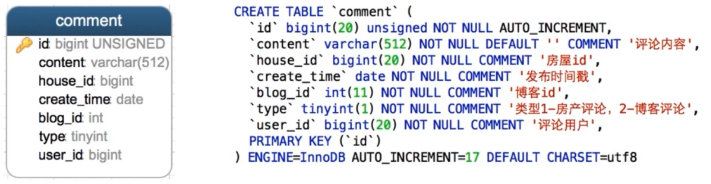 comment
id: bigint UNSIGNED
content: varchar(512)
house_id: bigint
create_time: date
blog_id: int
type: tinyint
user_id: bigint
CREATE TABLE `comment` (
`id` bigint(20) unsigned NOT NULL AUTO_INCREMENT,
`content` varchar(512) NOT NULL DEFAULT '' COMMENT '评论内容',
`house_id` bigint(20) NOT NULL COMMENT '房屋id',
`create_time` date NOT NULL COMMENT '发布时间戳',
`blog_id` int(11) NOT NULL COMMENT '博客id',
`type` tinyint(1) NOT NULL COMMENT '类型1-房产评论，2-博客评论',
`user_id` bigint(20) NOT NULL COMMENT '评论用户',
PRIMARY KEY (`id`)
) ENGINE=InnoDB AUTO_INCREMENT=17 DEFAULT CHARSET=utf8